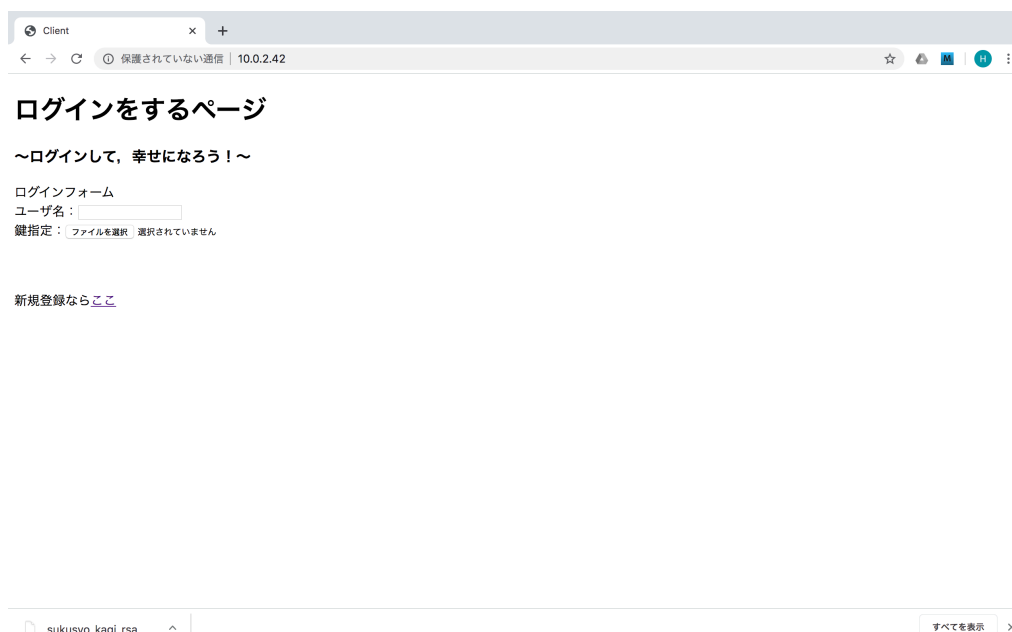 Client
保護されていない通信 10.0.2.42
M
H
ログインをするページ
〜ログインして，幸せになろう！〜
ログインフォーム
ユーザ名：
鍵指定： ファイルを選択 選択されていません
新規登録ならここ
sukusyo_kagi_rsa
すべてを表示